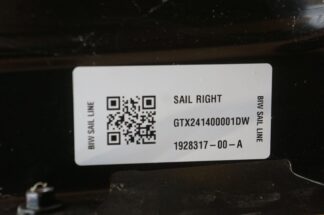 BIW SAIL LINE
SAIL RIGHT
GTX241400001DW
1928317-00-A
BIW SAIL LINE